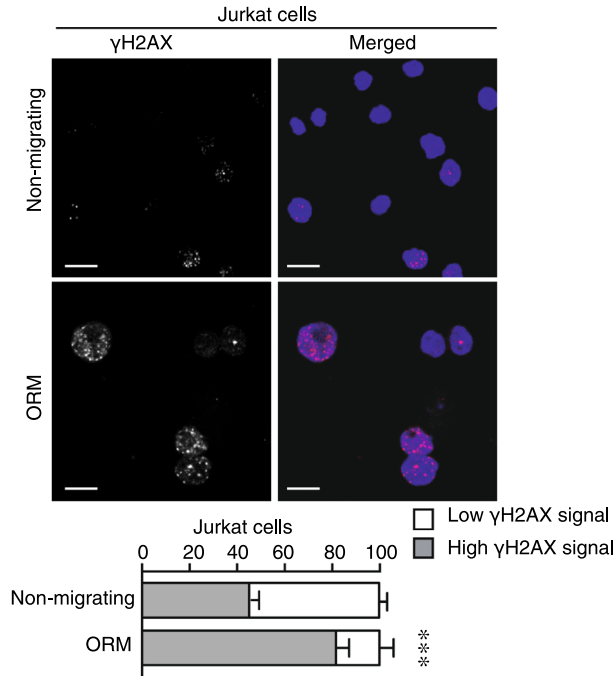 Jurkat cells
γH2AX Merged
Non-migrating
ORM
Jurkat cells
Low γH2AX signal
High γH2AX signal
0 20 40 60 80 100
Non-migrating
ORM
***